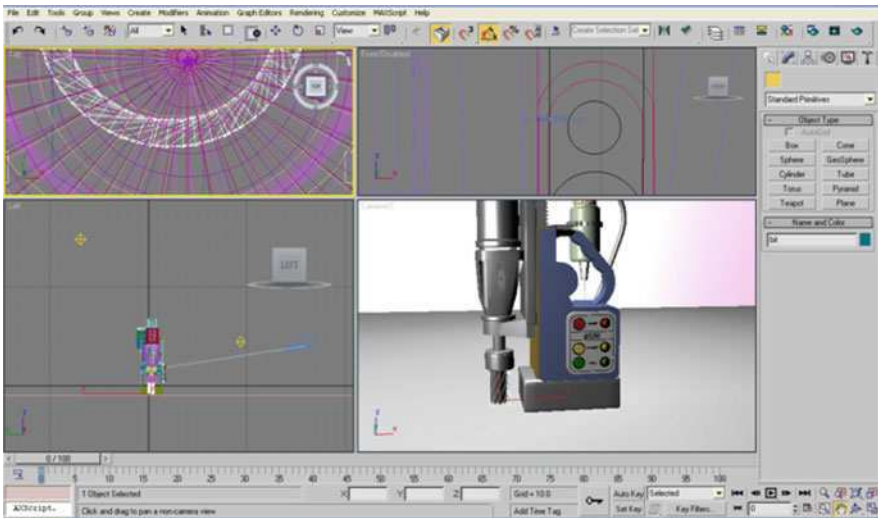 File Edit Tools Group Views Create Modifiers Animation Graph Editors Rendering Customize MAXScript Help
All
View
Create Selection Set
Standard Primitives
Object Type
AutoGrid
Box Cone
Sphere GeoSphere
Cylinder Tube
Torus Pyramid
Teapot Plane
Name and Color
bit
LEFT
0 / 100
5 10 15 20 25 30 35 40 45 50 55 60 65 70 75 80 85 90 95 100
1 Object Selected X: Y: Z: Grid = 10.0 Auto Key Selected
MAXScript. Click and drag to pan a non-camera view Add Time Tag Set Key Key Filters... 0